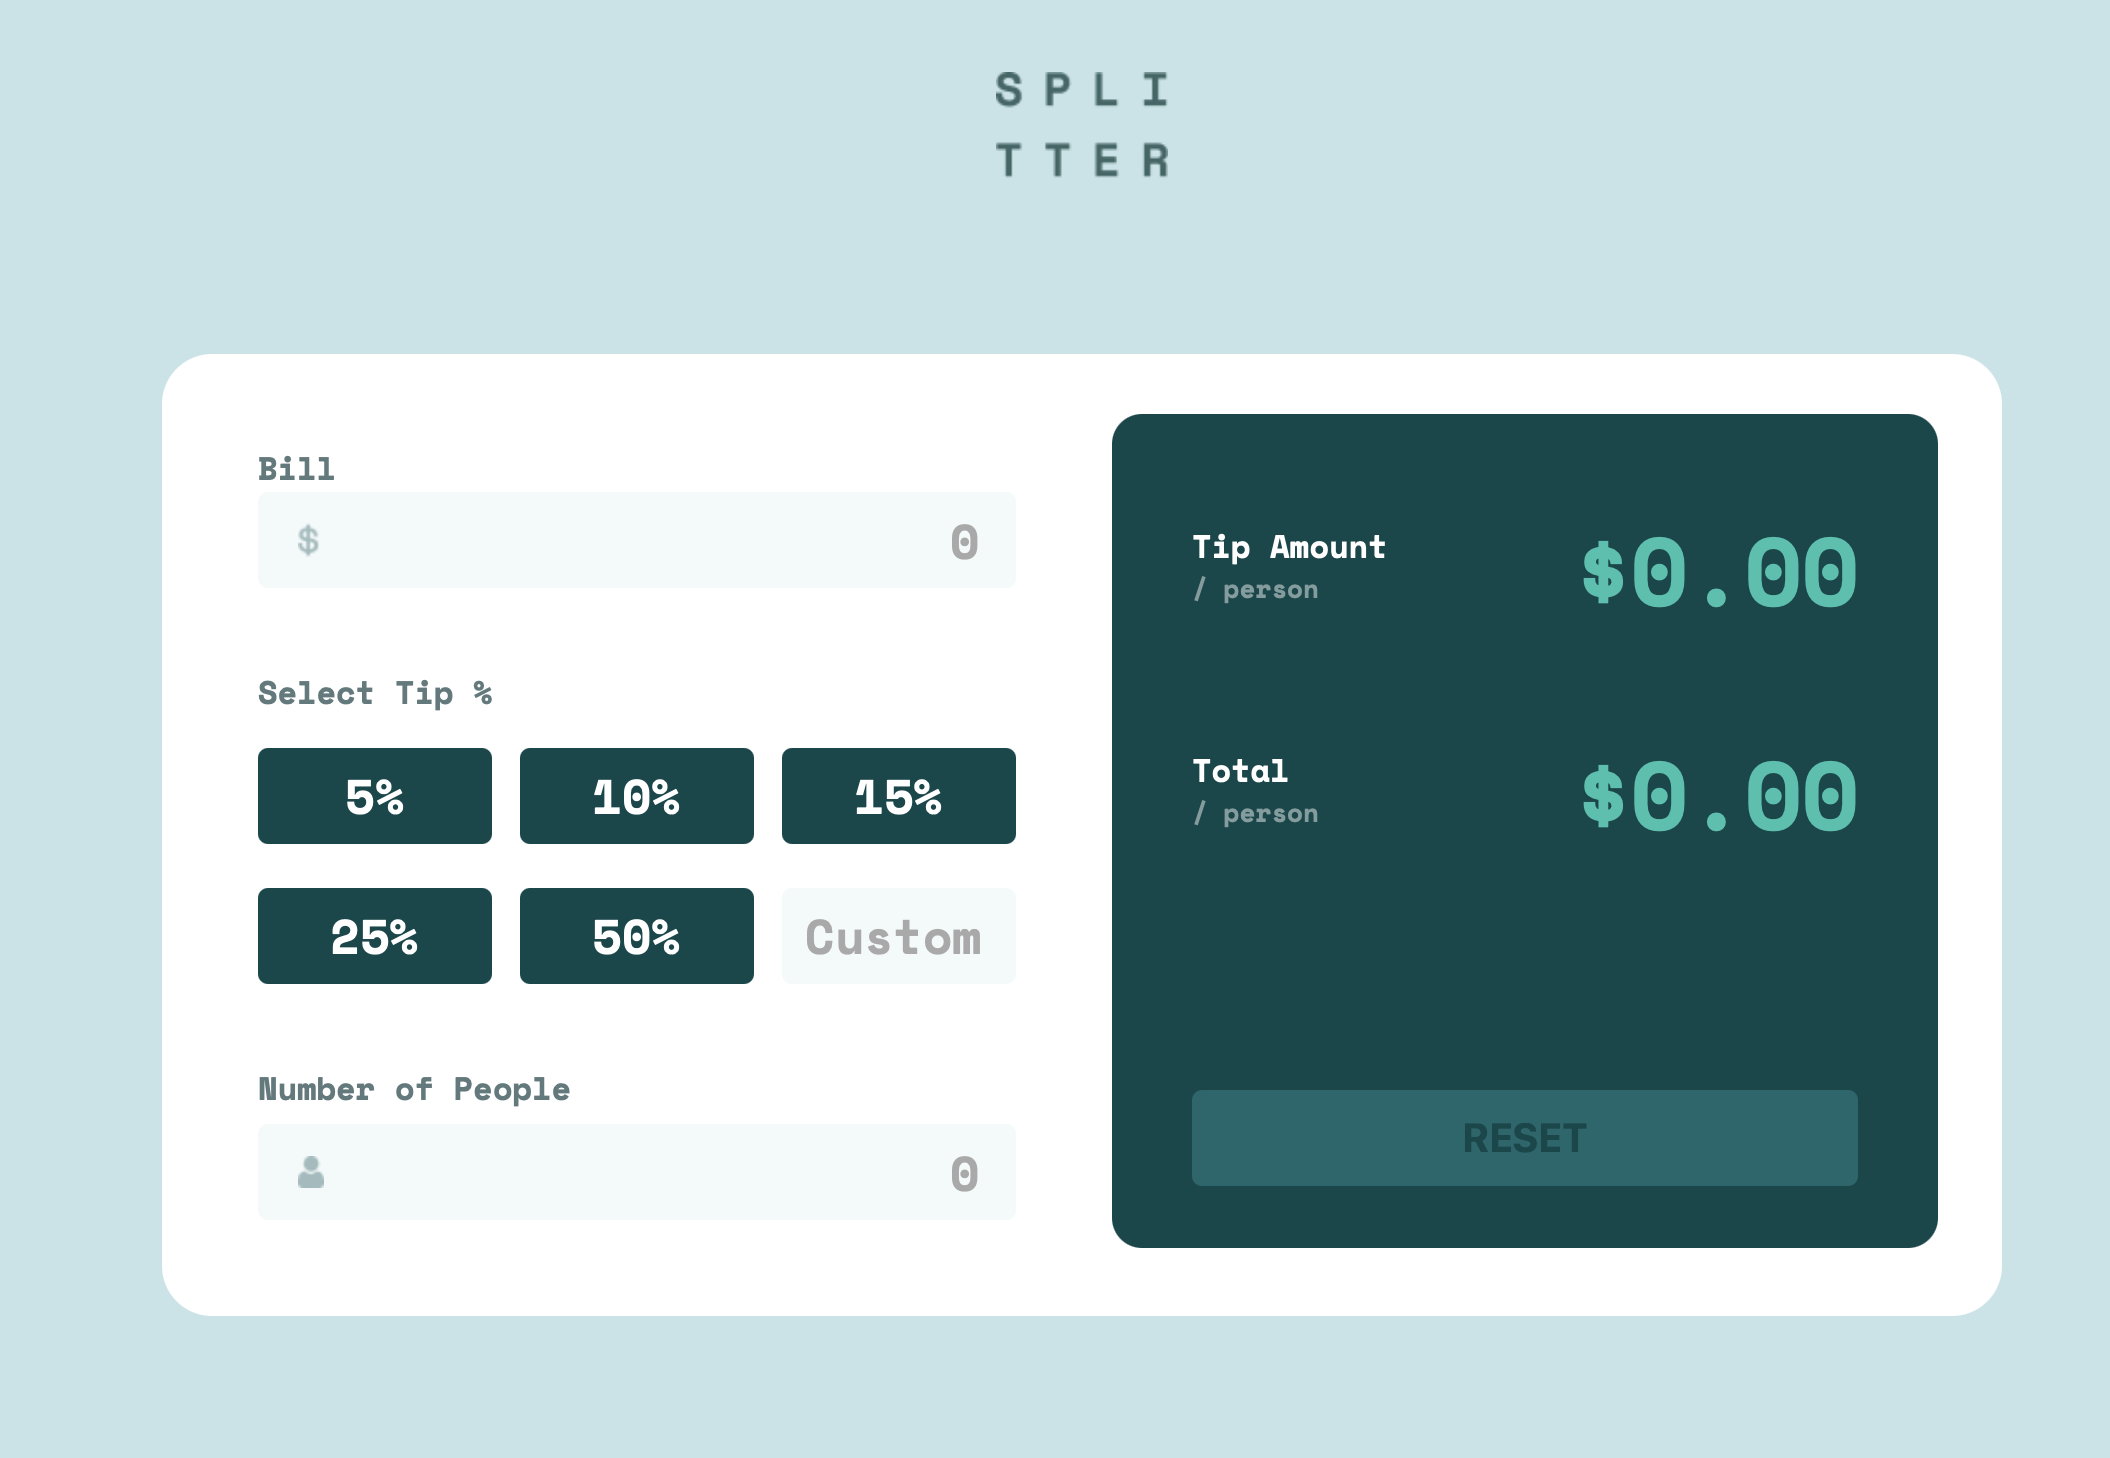 S P L I
T T E R
Bill
$ 0
Select Tip %
5% 10% 15%
25% 50% Custom
Number of People
0
Tip Amount
/ person
$0.00
Total
/ person
$0.00
RESET